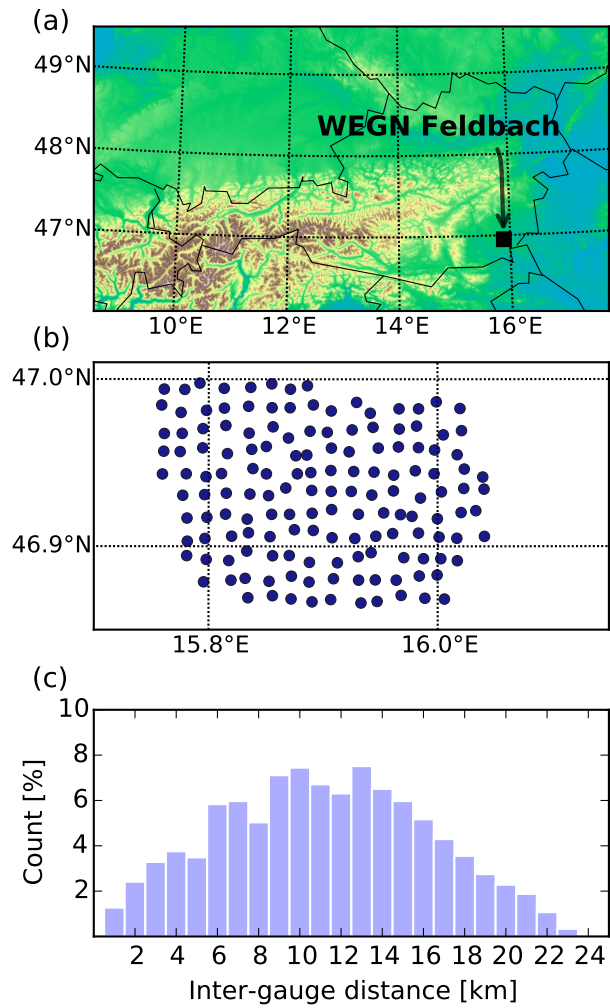 (a)
49°N
WEGN Feldbach
48°N
47°N
10°E 12°E 14°E 16°E
(b)
47.0°N
46.9°N
15.8°E 16.0°E
(c)
10
8
6
4
2
Count [%]
2 4 6 8 10 12 14 16 18 20 22 24
Inter-gauge distance [km]